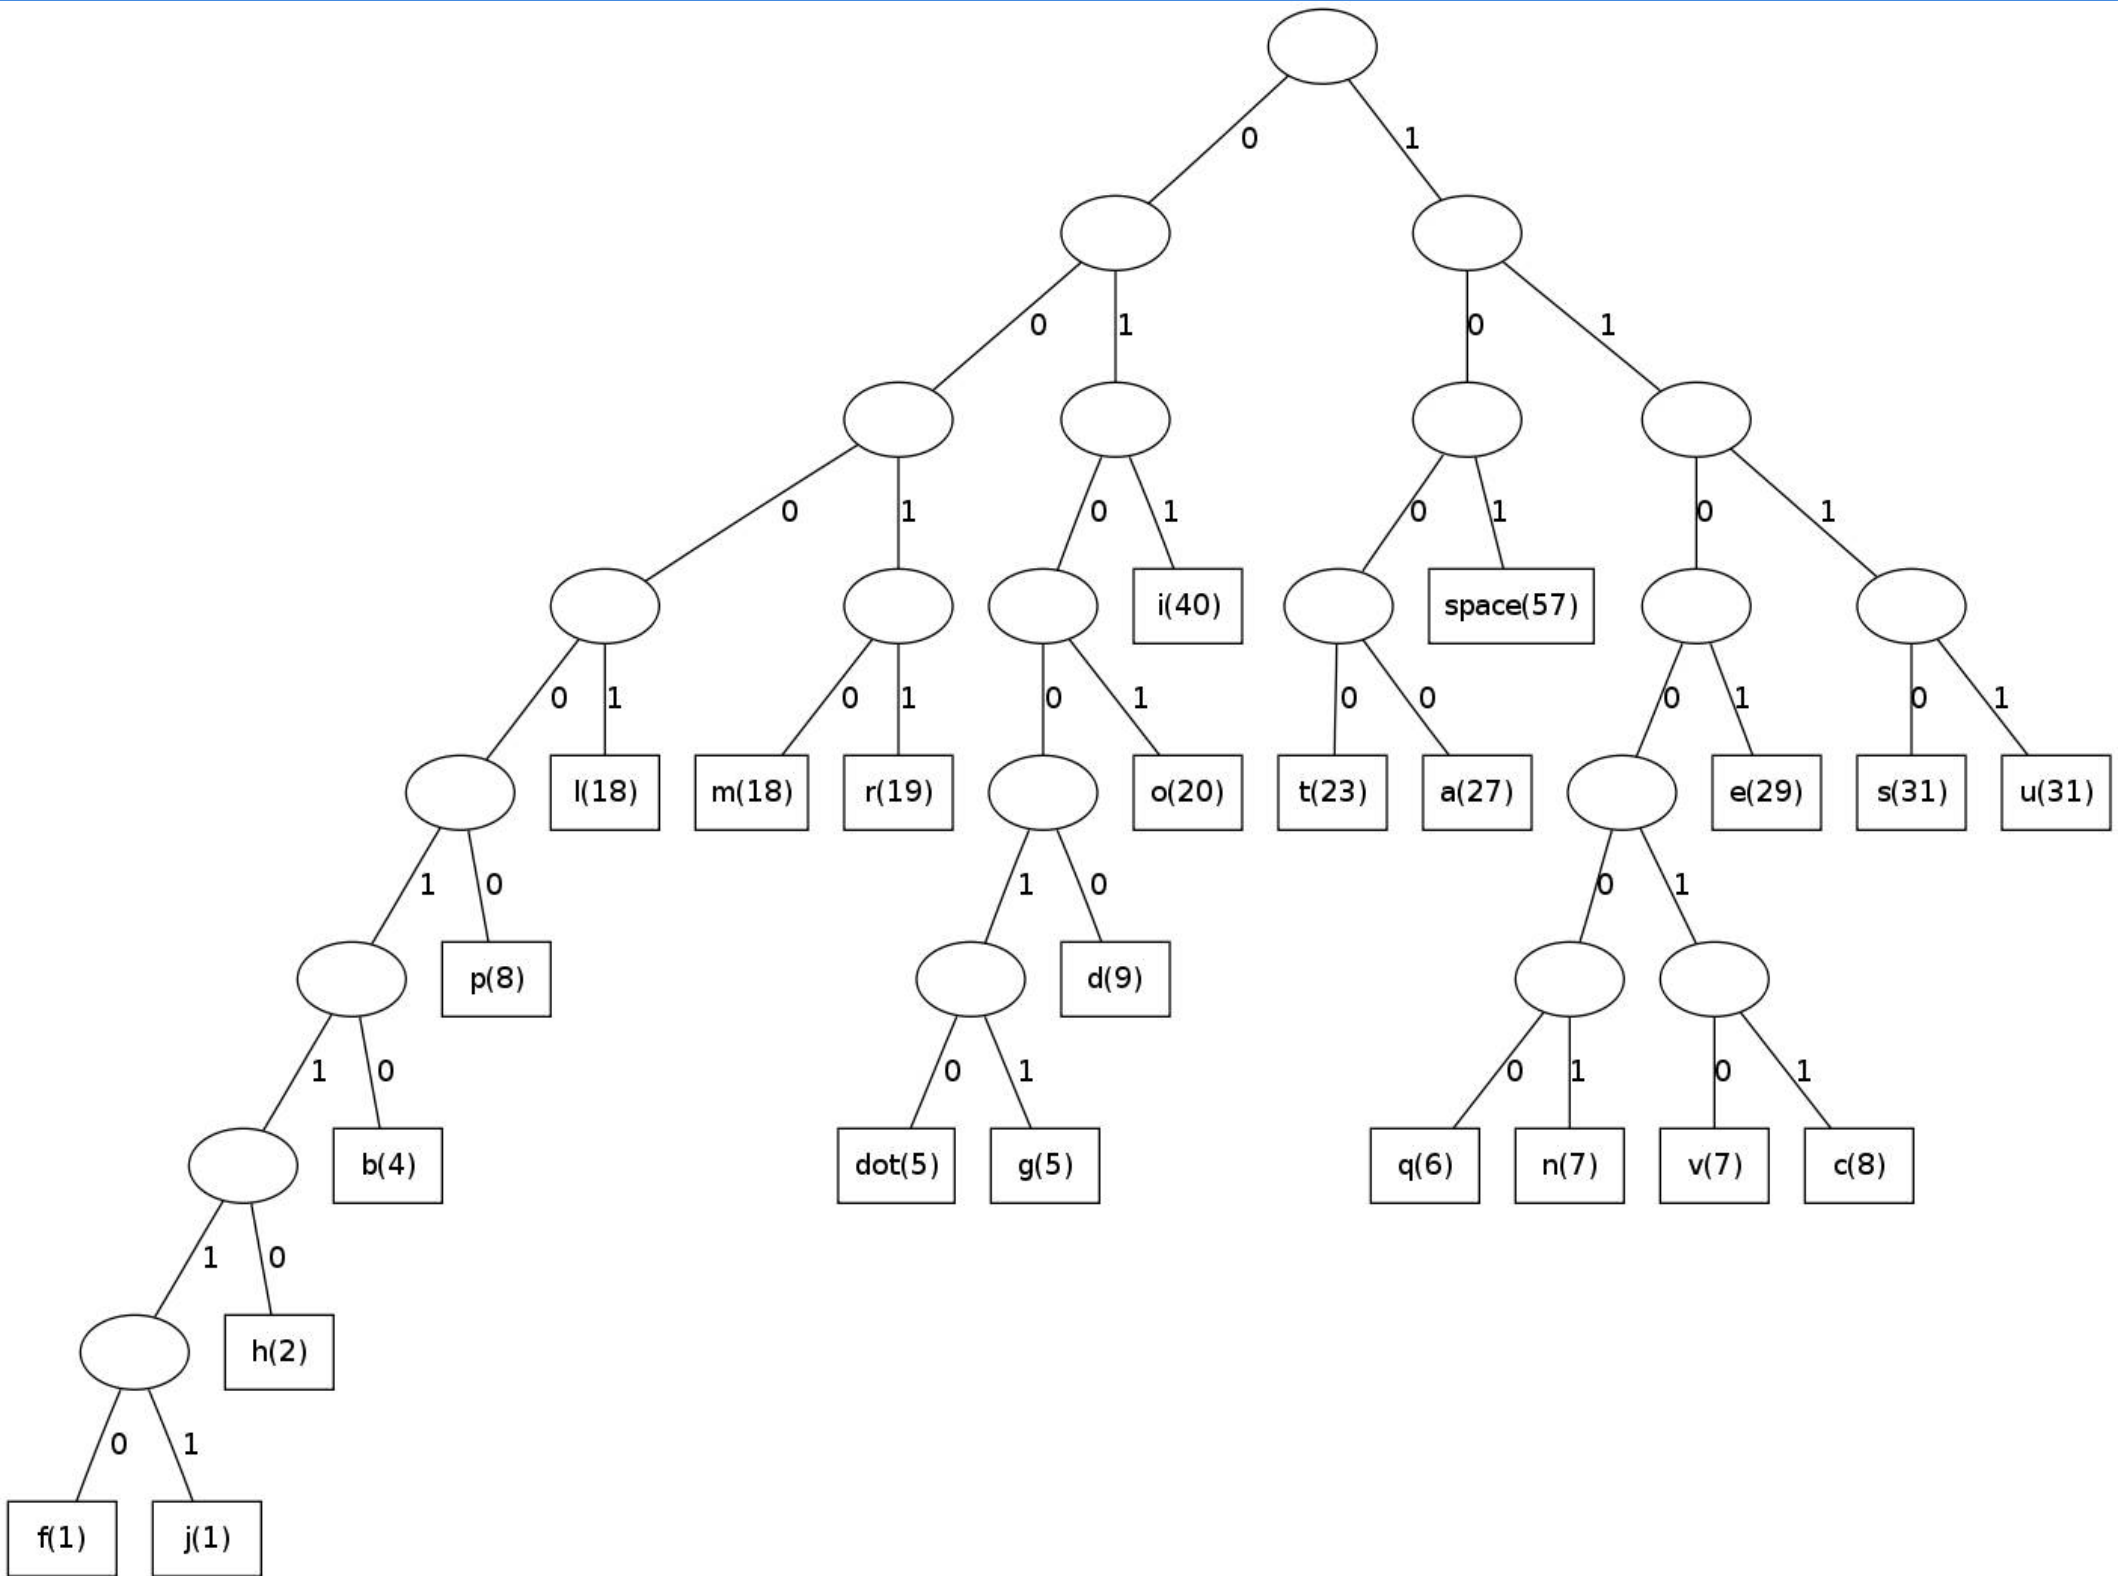 0 1
0 1 0 1
0 1 0 1 0 1 0 1
i(40) space(57)
0 1 0 1 0 1 0 0 0 1 0 1
l(18) m(18) r(19) o(20) t(23) a(27) e(29) s(31) u(31)
1 0 1 0 0 1
p(8) d(9)
1 0 0 1 0 1 0 1
b(4) dot(5) g(5) q(6) n(7) v(7) c(8)
1 0
h(2)
0 1
f(1) j(1)